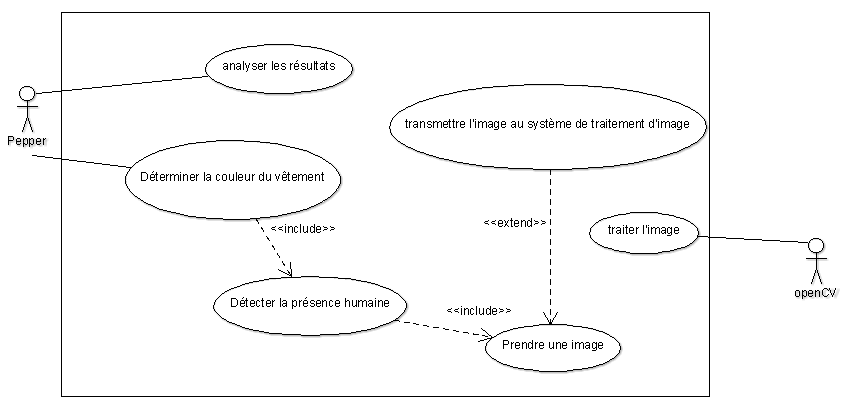 analyser les résultats
transmettre l'image au système de traitement d'image
Pepper
Déterminer la couleur du vêtement
<<include>>
<<extend>>
traiter l'image
openCV
Détecter la présence humaine
<<include>>
Prendre une image